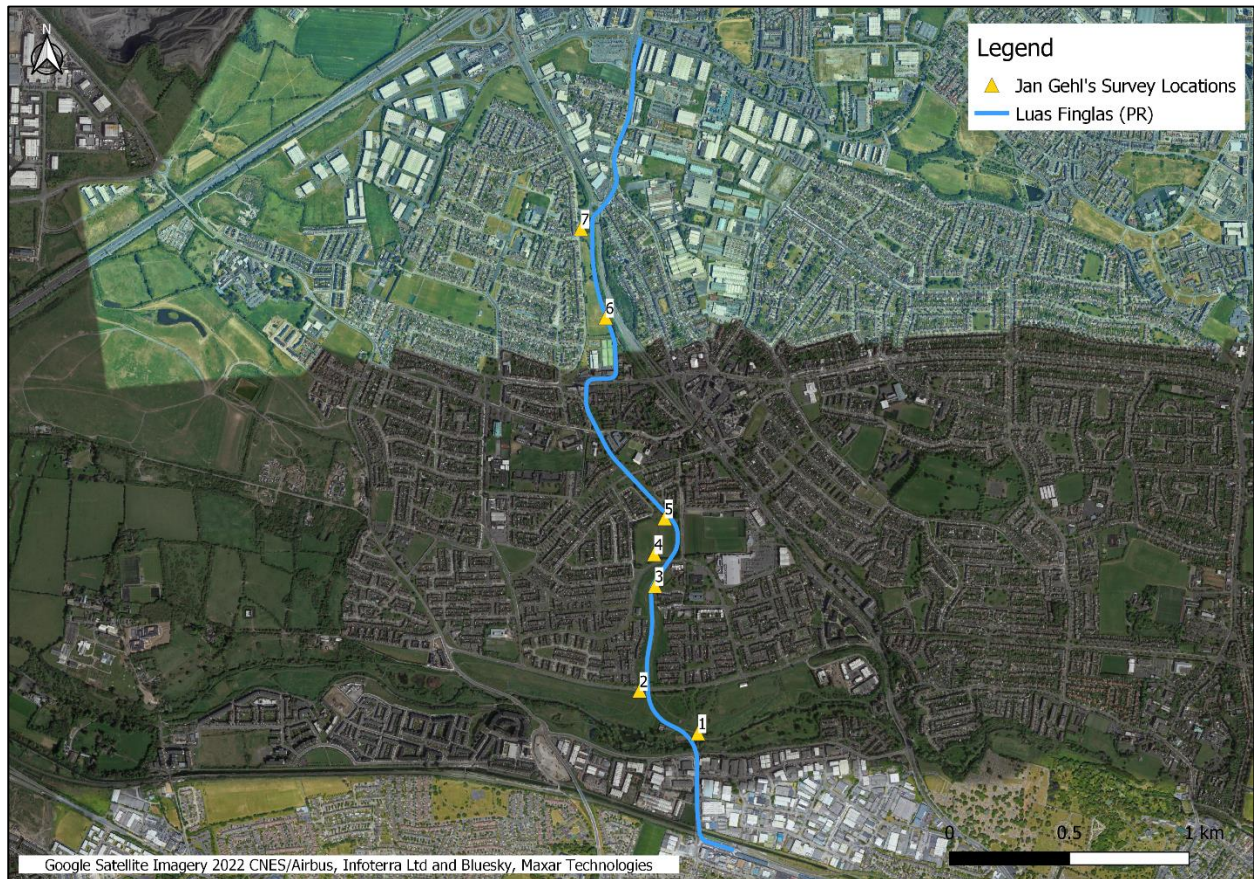 N
Legend
Jan Gehl's Survey Locations
Luas Finglas (PR)
7
6
5
4
3
2
1
0 0.5 1 km
Google Satellite Imagery 2022 CNES/Airbus, Infoterra Ltd and Bluesky, Maxar Technologies